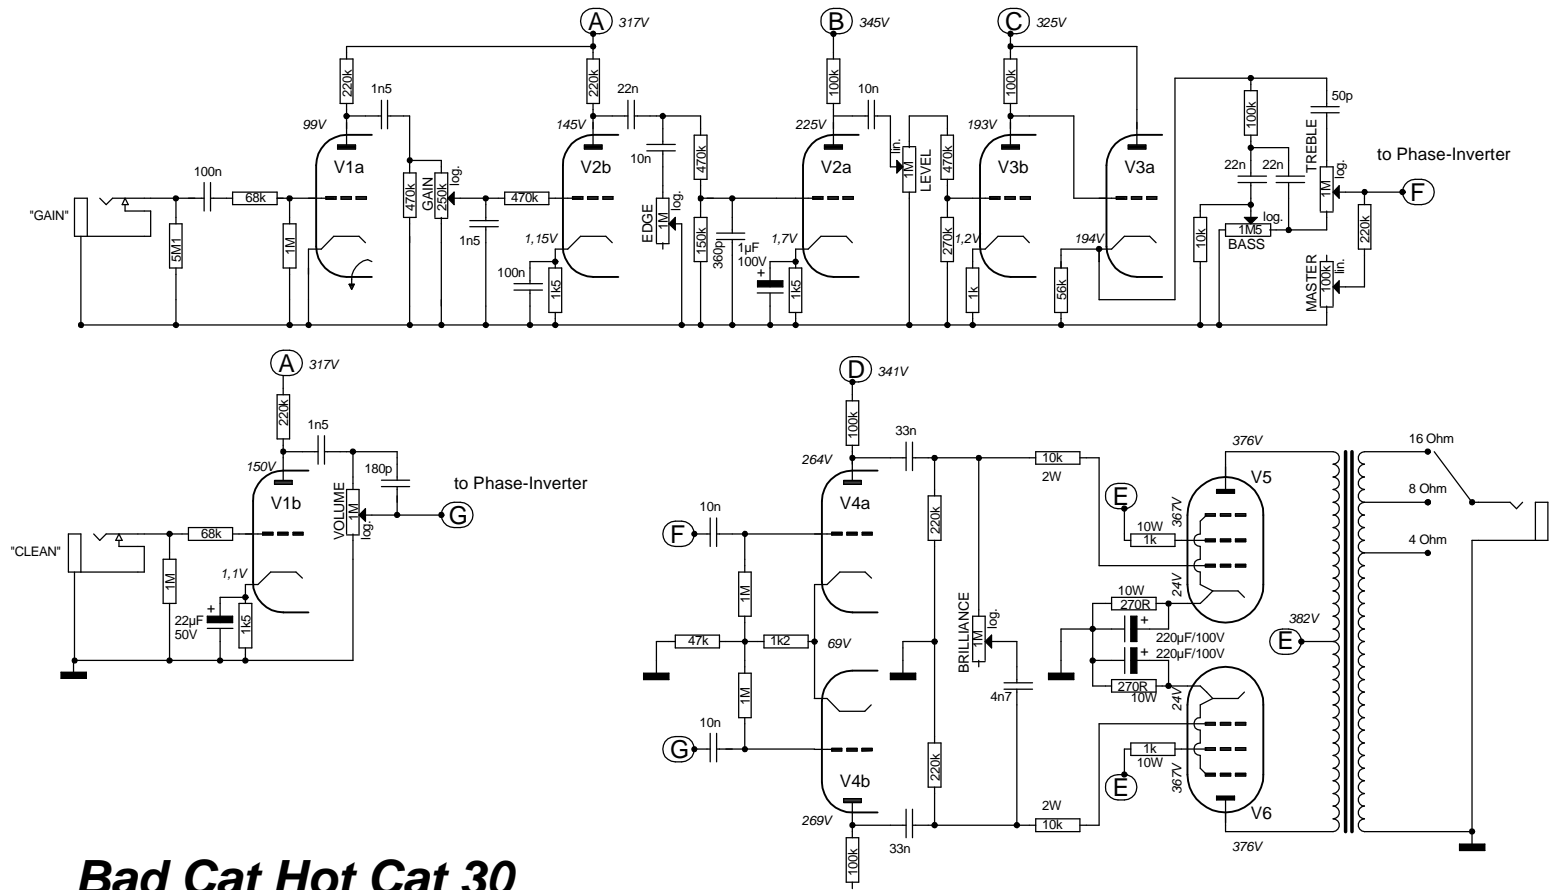 A 317V
B 345V
C 325V
220k
1n5
220k
22n
100k
10n
100k
100k
50p
99V
145V
225V
193V
V1a
V2b
V2a
V3b
V3a
10n
470k
lin.
1M
LEVEL
470k
22n
22n
TREBLE
1M
log.
to Phase-Inverter
F
"GAIN"
100n
68k
470k
GAIN
250k
log.
470k
EDGE
1M
log.
5M1
1M
1n5
1,15V
100n
1k5
150k
360p
1µF
100V
+
1,7V
1k5
270k
1,2V
1k
194V
56k
10k
log.
1M5
BASS
220k
MASTER
100k
lin.
A 317V
220k
1n5
180p
150V
V1b
VOLUME
1M
log.
to Phase-Inverter
G
"CLEAN"
68k
1M
1,1V
+
22µF
50V
1k5
D 341V
100k
33n
264V
V4a
10k
2W
376V
V5
16 Ohm
8 Ohm
4 Ohm
F
10n
220k
E
10W
1k
367V
24V
1M
47k
1k2
69V
BRILLIANCE
1M
log.
4n7
10W
270R
+
220µF/100V
+
220µF/100V
270R
10W
24V
382V
E
1M
G
10n
V4b
220k
E
1k
10W
367V
V6
376V
269V
33n
2W
10k
100k
Bad Cat Hot Cat 30